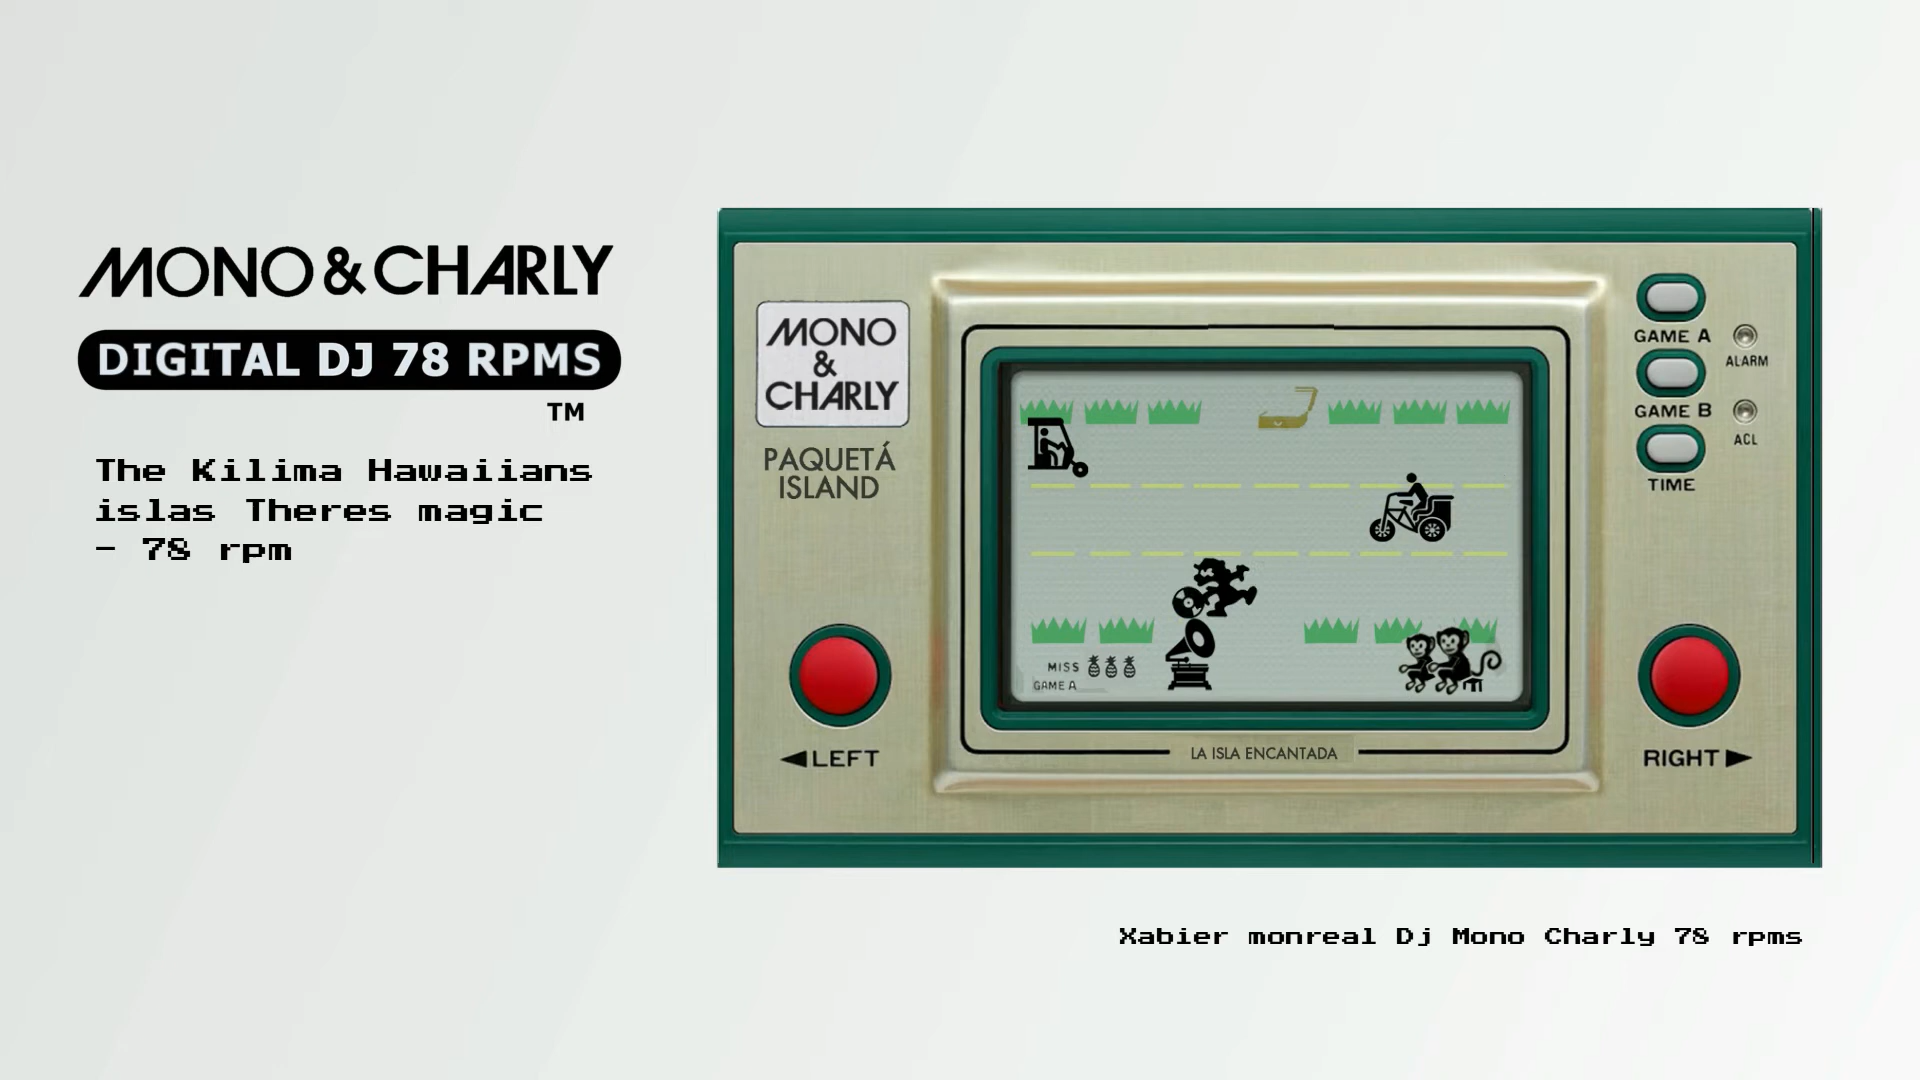 MONO & CHARLY
DIGITAL DJ 78 RPMS
TM
The Kilima Hawaiians
islas Theres magic
- 78 rpm
MONO
&
CHARLY
PAQUETÁ
ISLAND
GAME A
ALARM
GAME B
ACL
TIME
MISS
GAME A
LA ISLA ENCANTADA
◀LEFT
RIGHT▶
Xabier monreal Dj Mono Charly 78 rpms